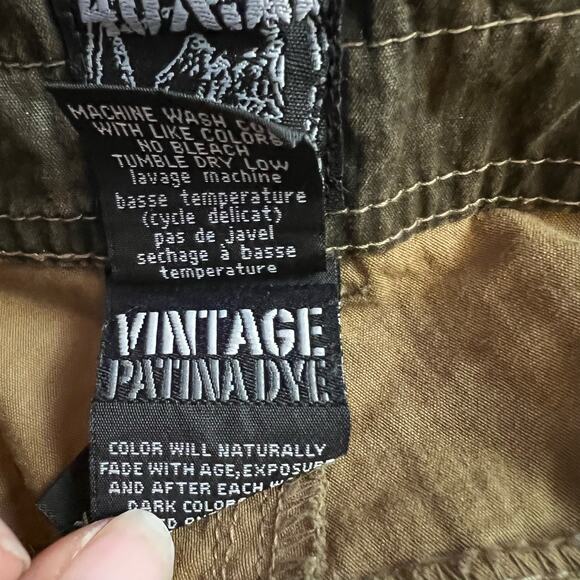 MACHINE WASH
WITH LIKE COLORS
NO BLEACH
TUMBLE DRY LOW
lavage machine
basse temperature
(cycle delicat)
pas de javel
sechage à basse
temperature
VINTAGE
PATINA DYE
COLOR WILL NATURALLY
FADE WITH AGE, EXPOSURE
AND AFTER EACH
DARK